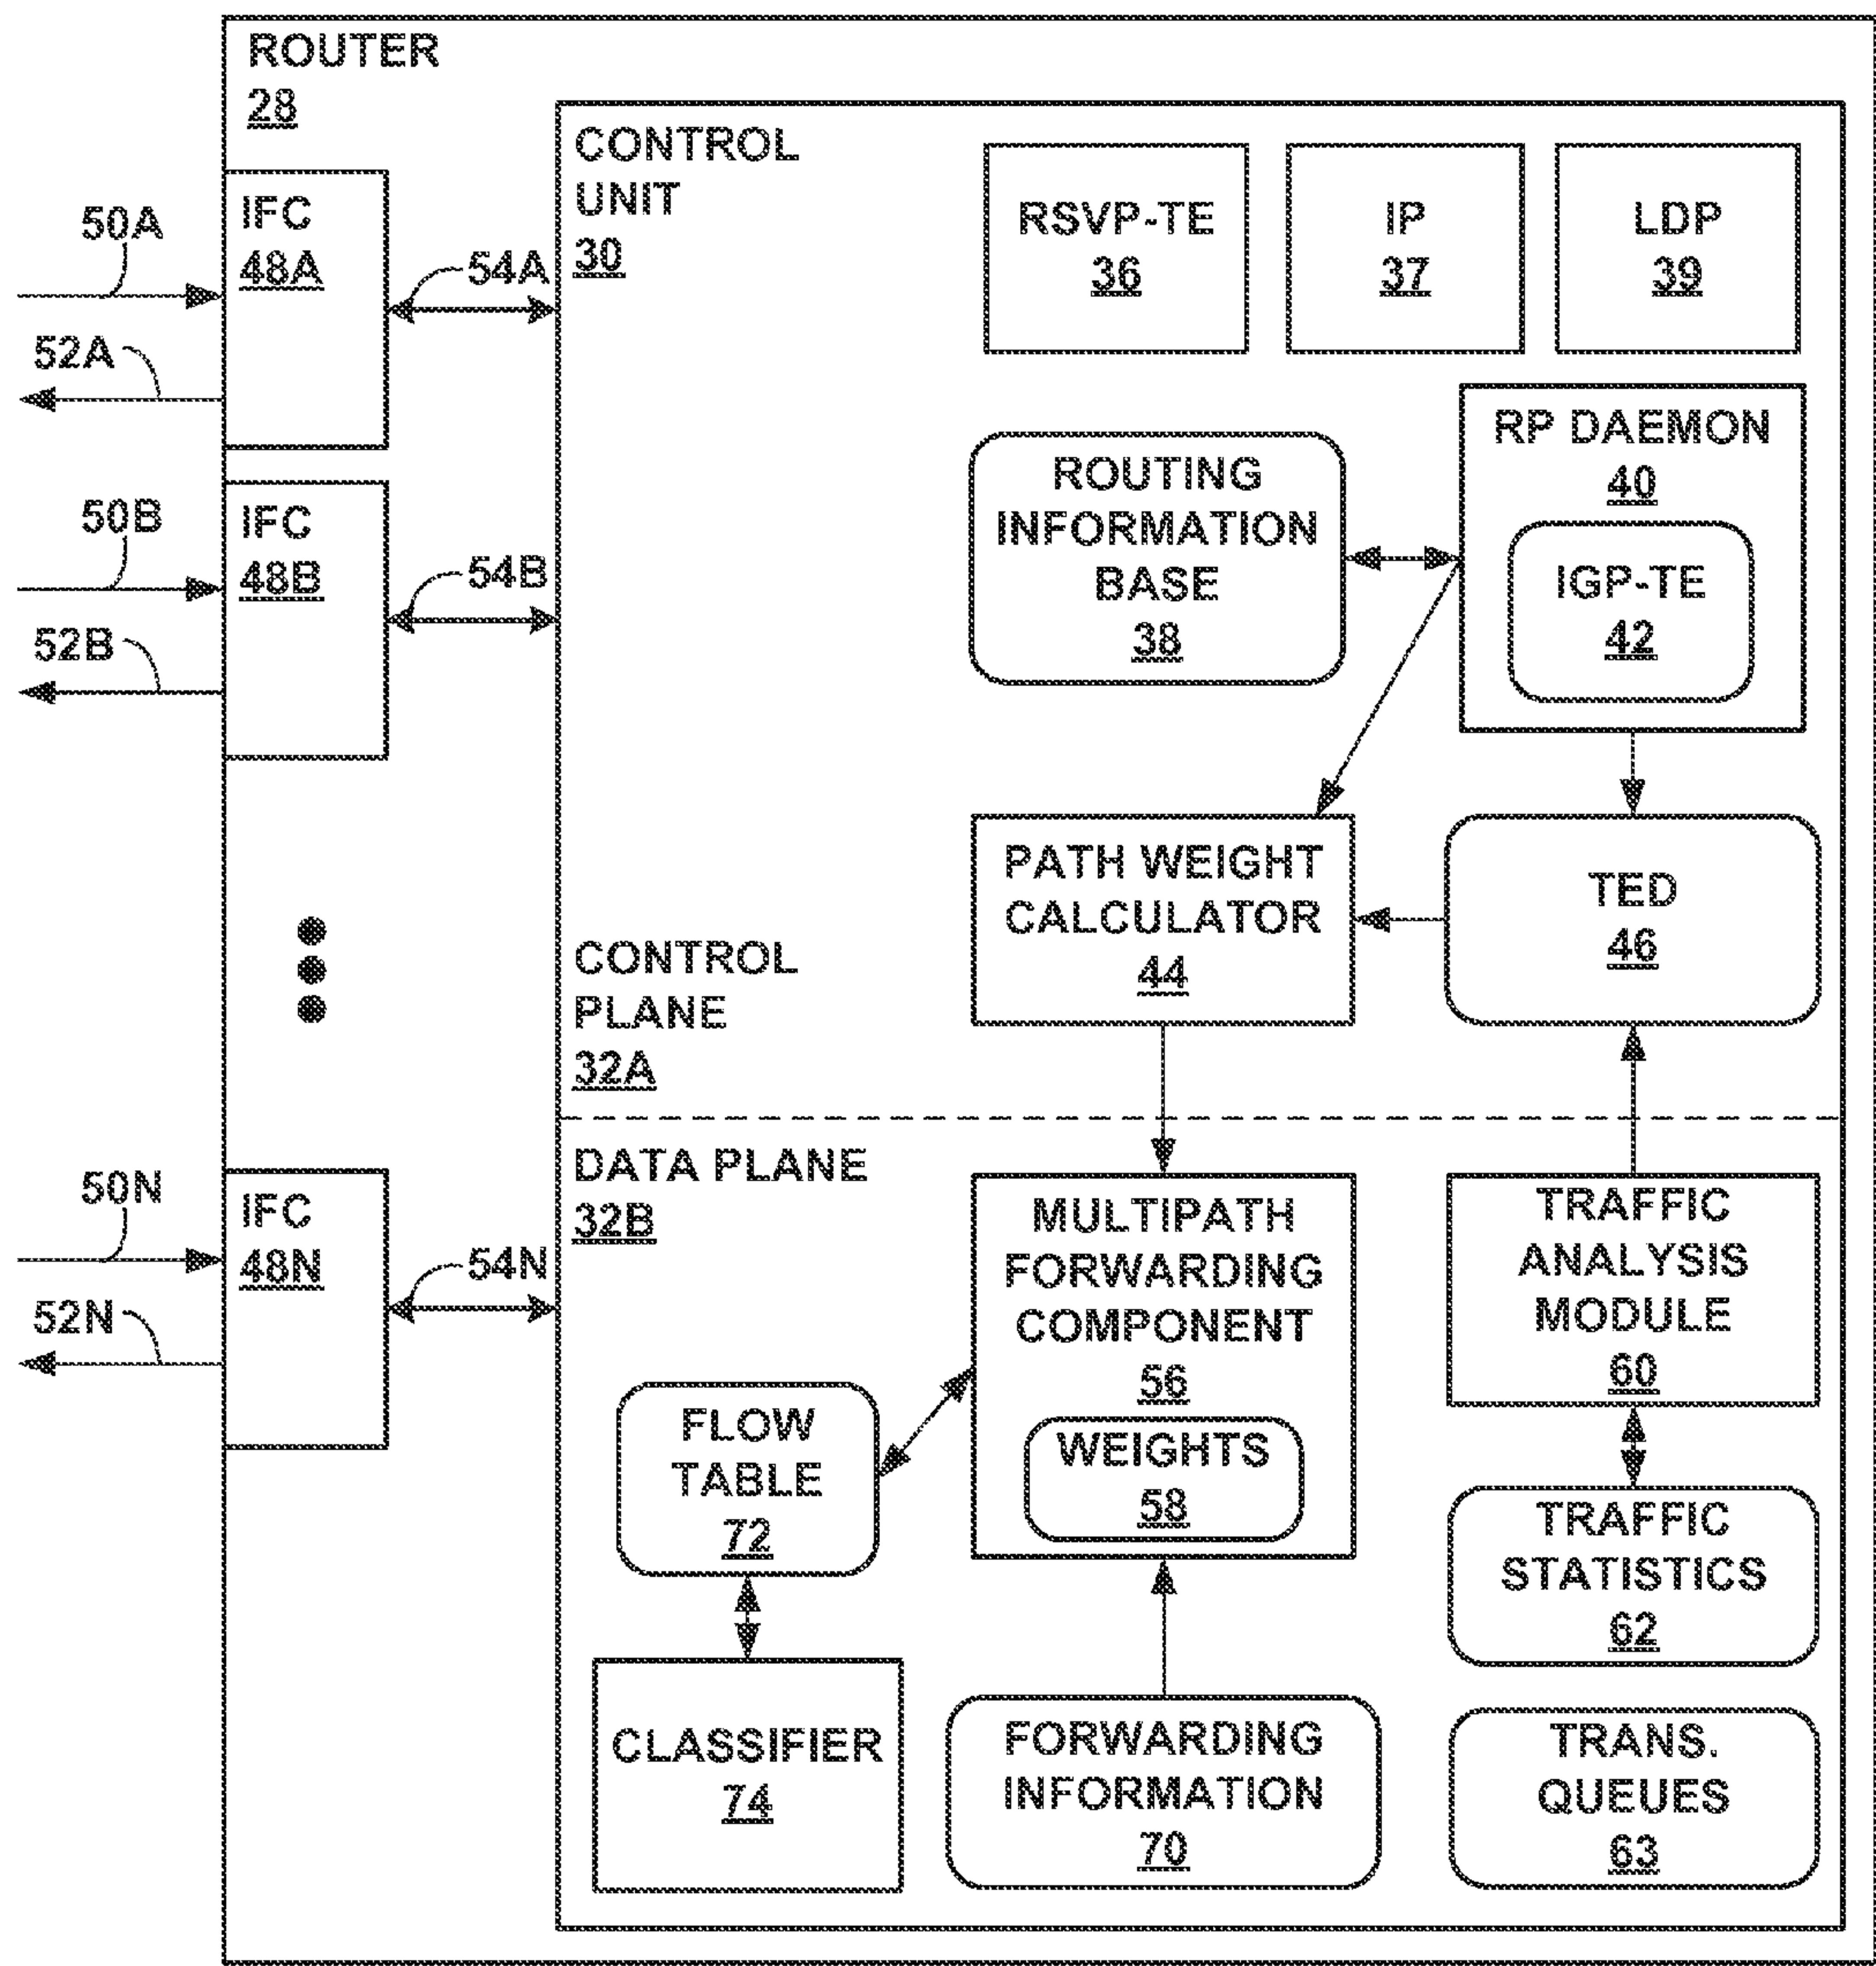 ROUTER
28
CONTROL
UNIT
30
RSVP-TE
36
IP
37
LDP
39
IFC
48A
50A
52A
54A
RP DAEMON
40
IGP-TE
42
ROUTING
INFORMATION
BASE
38
IFC
48B
50B
52B
54B
PATH WEIGHT
CALCULATOR
44
TED
46
CONTROL
PLANE
32A
DATA PLANE
32B
IFC
48N
50N
52N
54N
MULTIPATH
FORWARDING
COMPONENT
56
WEIGHTS
58
TRAFFIC
ANALYSIS
MODULE
60
FLOW
TABLE
72
TRAFFIC
STATISTICS
62
CLASSIFIER
74
FORWARDING
INFORMATION
70
TRANS.
QUEUES
63